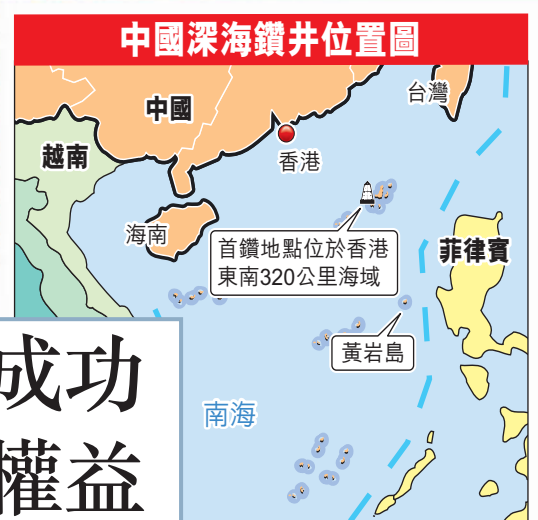 中國深海鑽井位置圖
台灣
中國
越南
香港
海南
首鑽地點位於香港
東南320公里海域
菲律賓
黃岩島
成功
南海
權益